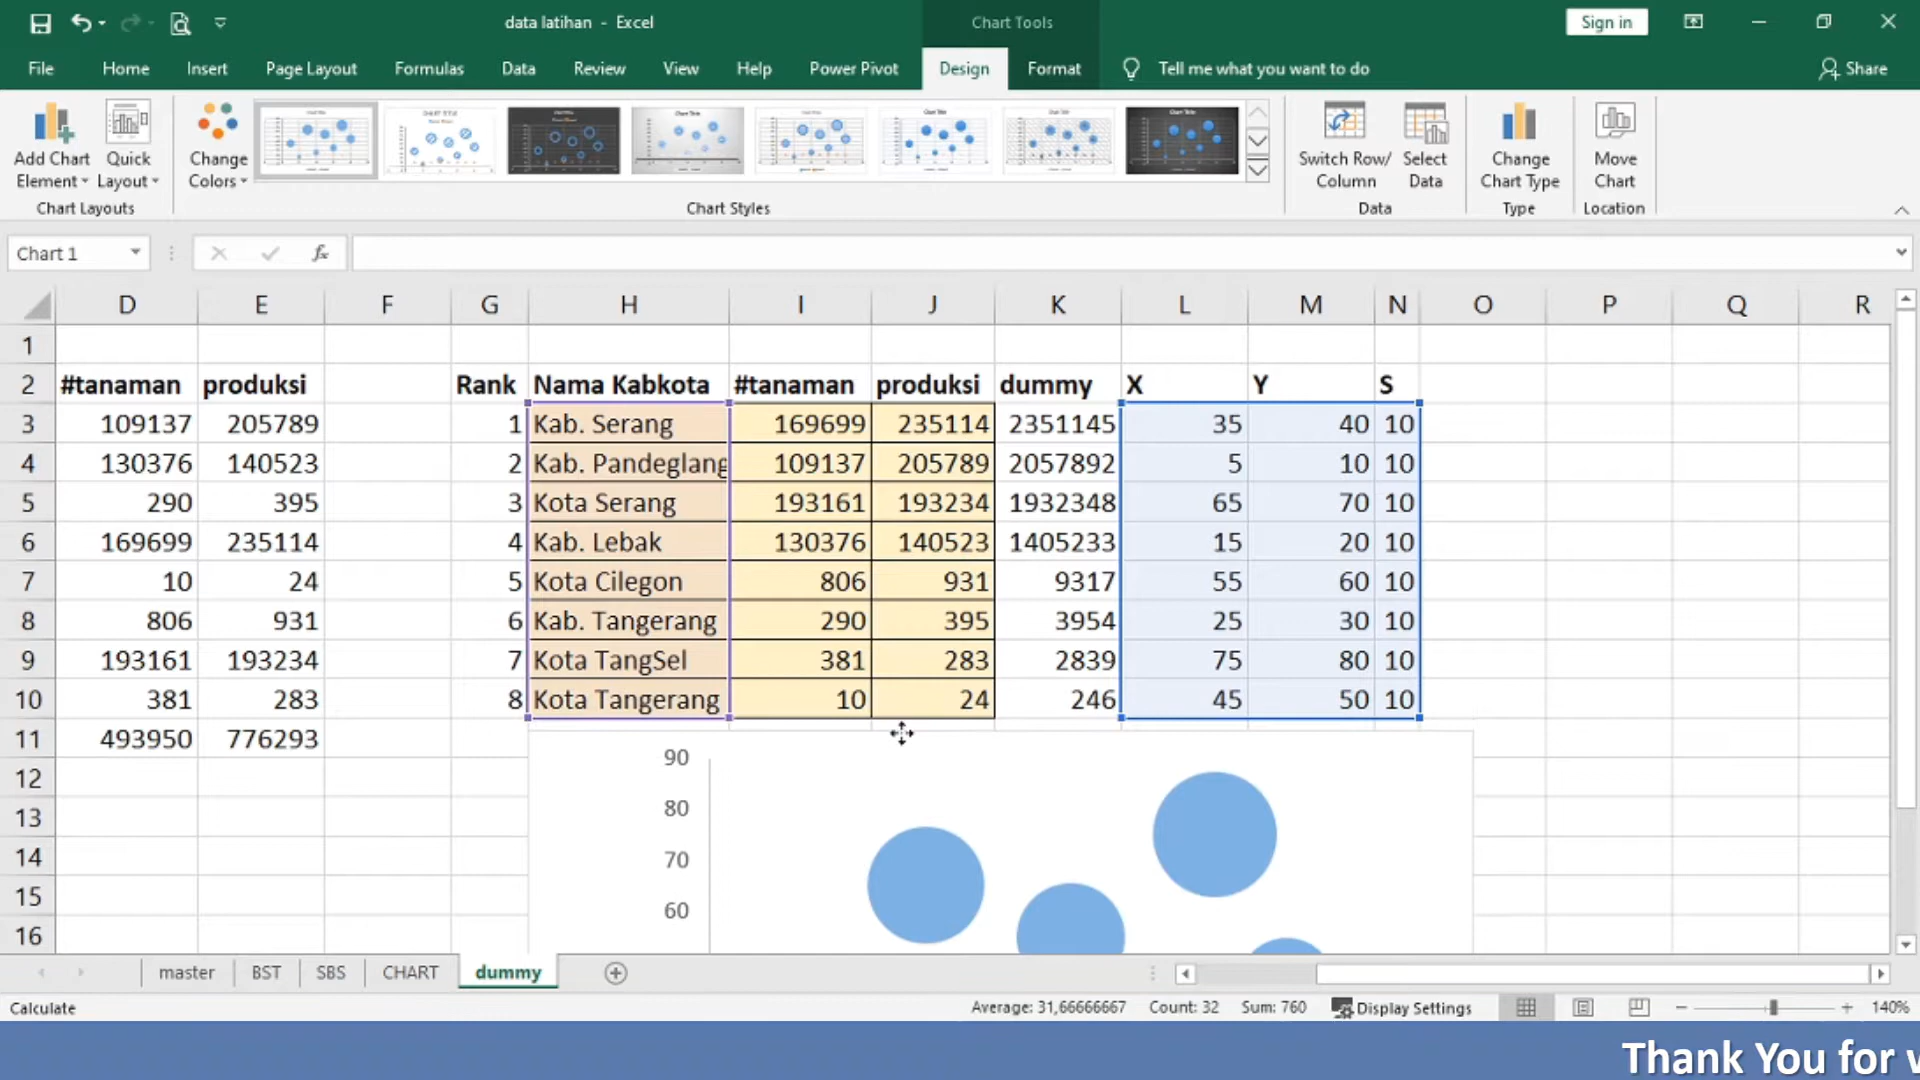 data latihan - Excel
Chart Tools
Sign in
File Home Insert Page Layout Formulas Data Review View Help Power Pivot Design Format Tell me what you want to do Share
Add Chart Element
Quick Layout
Chart Layouts
Change Colors
Chart Styles
Switch Row/ Column
Select Data
Data
Change Chart Type
Type
Move Chart
Location
Chart 1
fx
D E F G H I J K L M N O P Q R
1
2 #tanaman produksi Rank Nama Kabkota #tanaman produksi dummy X Y S
3 109137 205789 1 Kab. Serang 169699 235114 2351145 35 40 10
4 130376 140523 2 Kab. Pandeglang 109137 205789 2057892 5 10 10
5 290 395 3 Kota Serang 193161 193234 1932348 65 70 10
6 169699 235114 4 Kab. Lebak 130376 140523 1405233 15 20 10
7 10 24 5 Kota Cilegon 806 931 9317 55 60 10
8 806 931 6 Kab. Tangerang 290 395 3954 25 30 10
9 193161 193234 7 Kota TangSel 381 283 2839 75 80 10
10 381 283 8 Kota Tangerang 10 24 246 45 50 10
11 493950 776293
12
13
14
15
16
90
80
70
60
master BST SBS CHART dummy
Calculate
Average: 31,66666667 Count: 32 Sum: 760 Display Settings 140%
Thank You for